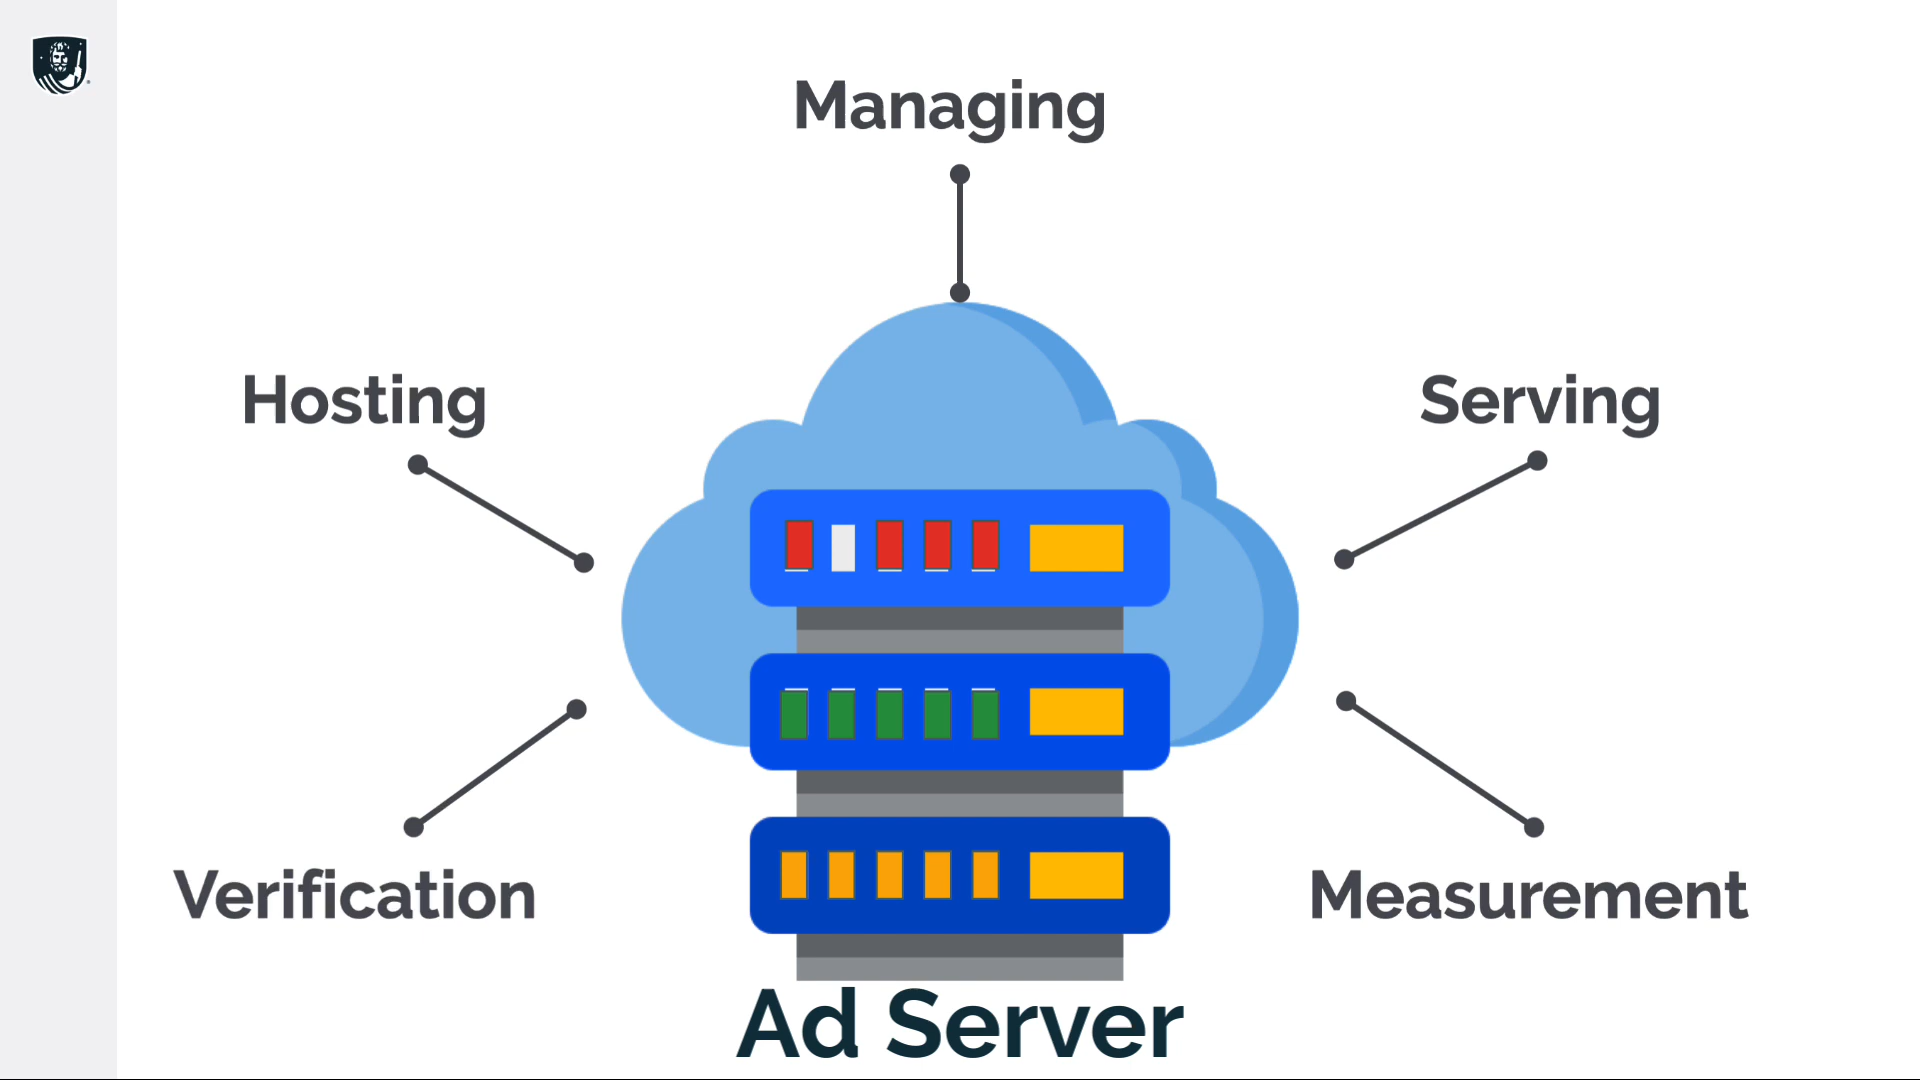 Managing
Hosting
Serving
Verification
Measurement
Ad Server